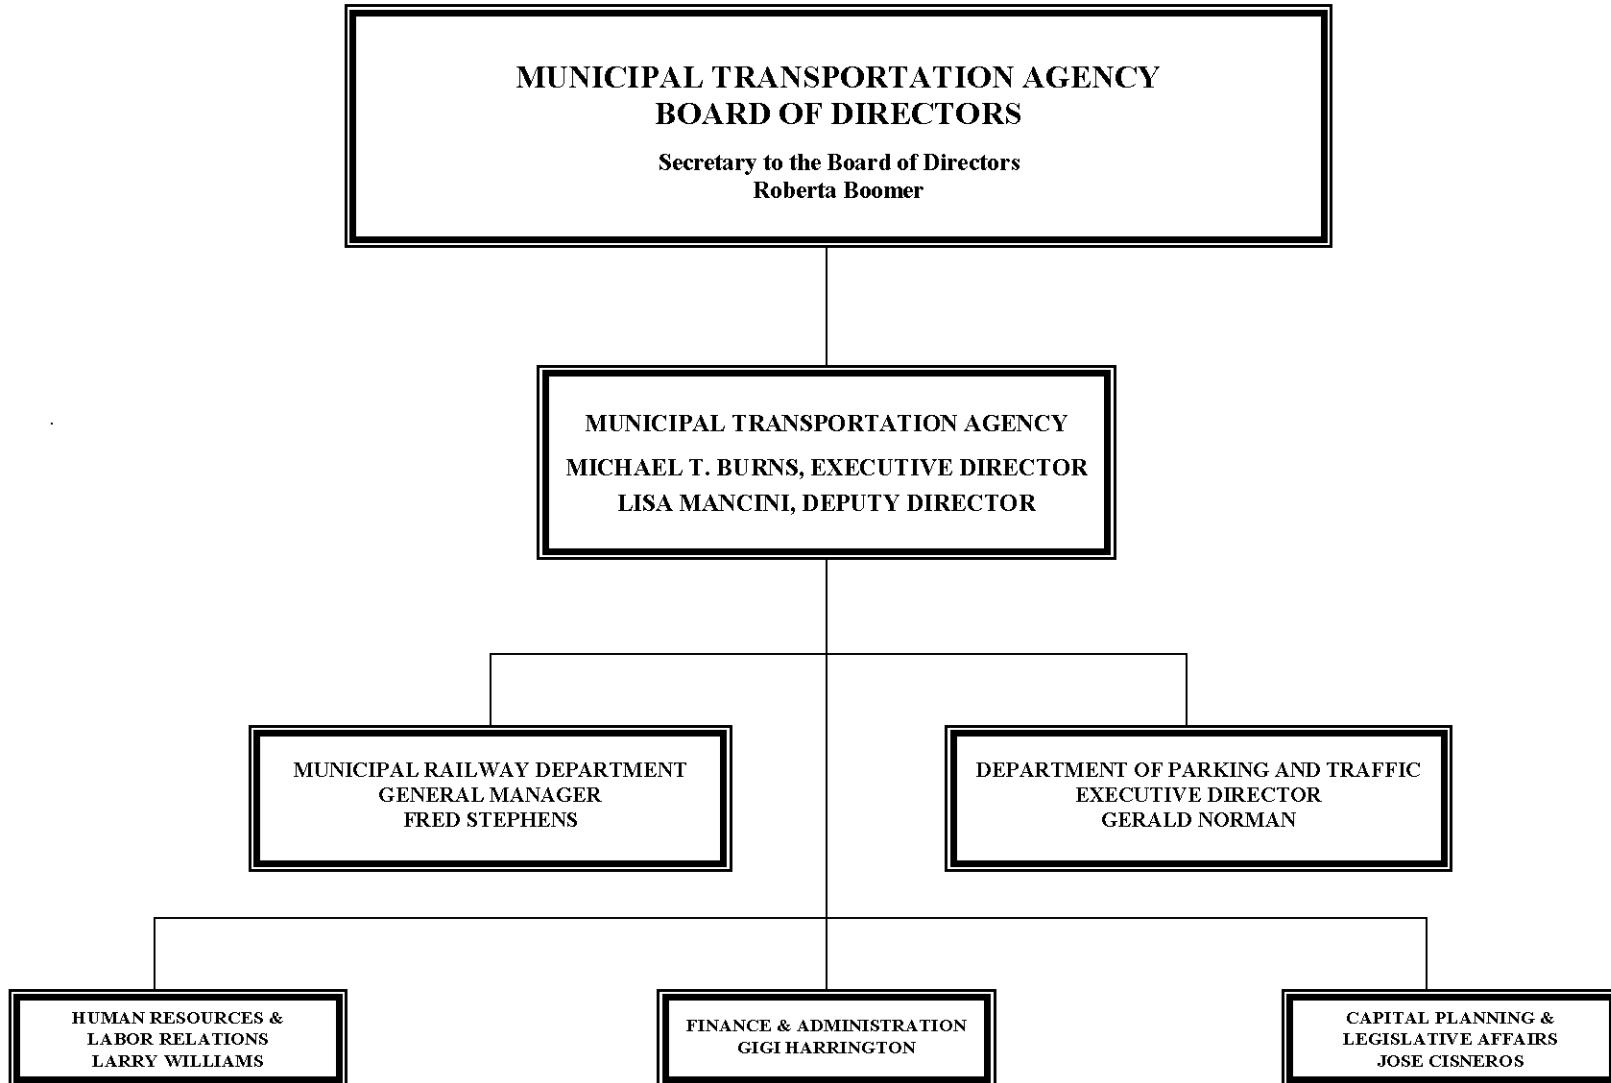 MUNICIPAL TRANSPORTATION AGENCY
BOARD OF DIRECTORS
Secretary to the Board of Directors
Roberta Boomer
MUNICIPAL TRANSPORTATION AGENCY
MICHAEL T. BURNS, EXECUTIVE DIRECTOR
LISA MANCINI, DEPUTY DIRECTOR
MUNICIPAL RAILWAY DEPARTMENT
GENERAL MANAGER
FRED STEPHENS
DEPARTMENT OF PARKING AND TRAFFIC
EXECUTIVE DIRECTOR
GERALD NORMAN
HUMAN RESOURCES &
LABOR RELATIONS
LARRY WILLIAMS
FINANCE & ADMINISTRATION
GIGI HARRINGTON
CAPITAL PLANNING &
LEGISLATIVE AFFAIRS
JOSE CISNEROS